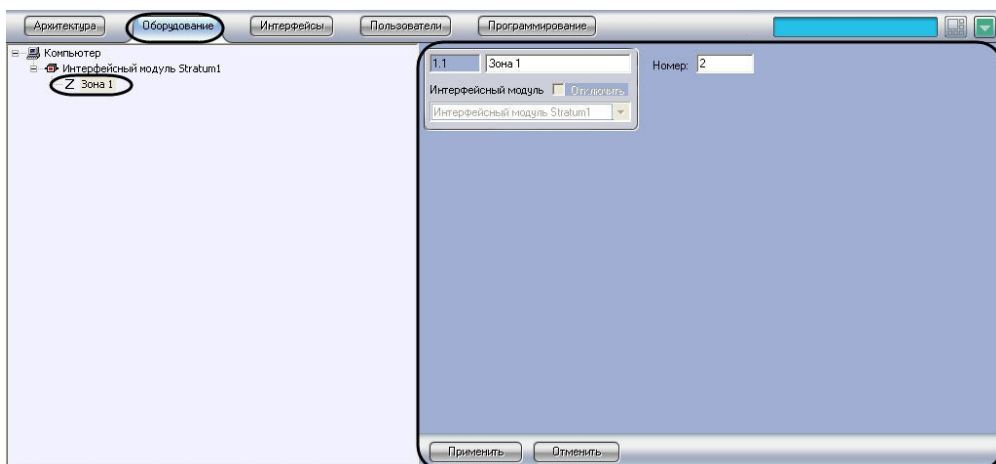 Архитектура Оборудование Интерфейсы Пользователи Программирование
Компьютер
Интерфейсный модуль Stratum1
Z Зона 1
1.1 Зона 1 Номер: 2
Интерфейсный модуль Отключить
Интерфейсный модуль Stratum1
Применить Отменить